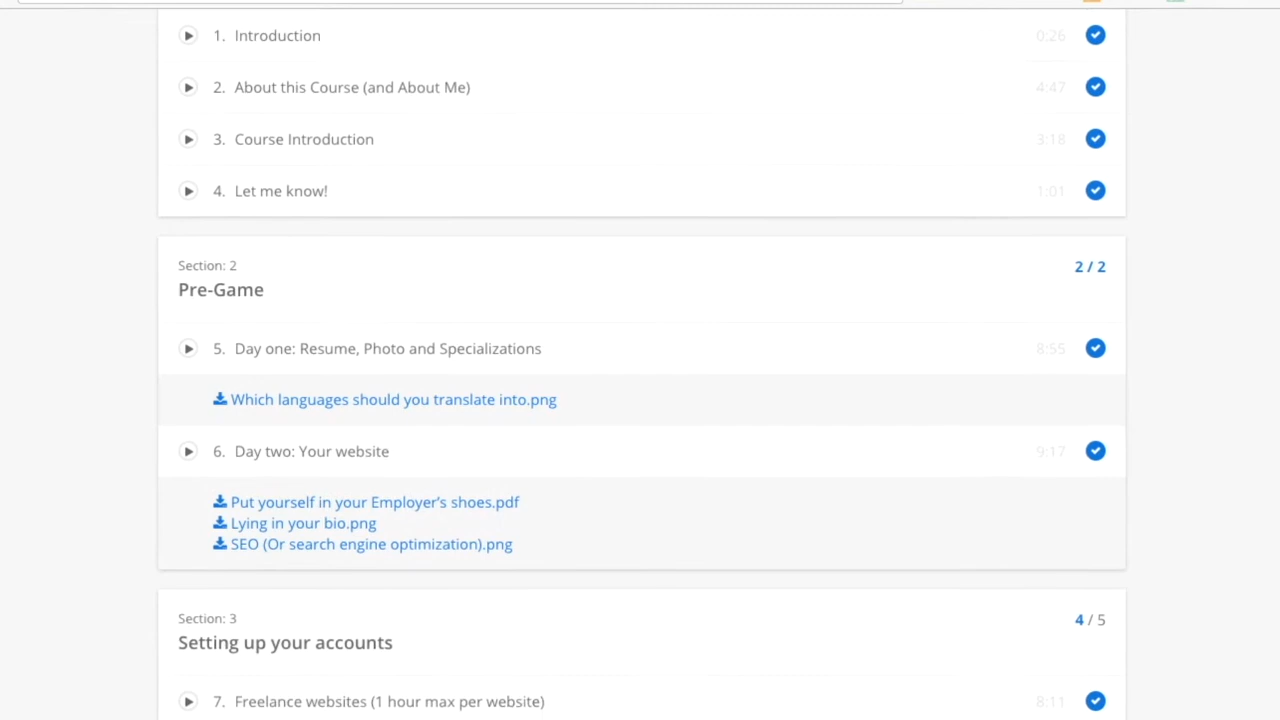 1. Introduction 0:26
2. About this Course (and About Me) 4:47
3. Course Introduction 3:18
4. Let me know! 1:01
Section: 2 2 / 2
Pre-Game
5. Day one: Resume, Photo and Specializations 8:55
Which languages should you translate into.png
6. Day two: Your website 9:17
Put yourself in your Employer’s shoes.pdf
Lying in your bio.png
SEO (Or search engine optimization).png
Section: 3 4 / 5
Setting up your accounts
7. Freelance websites (1 hour max per website) 8:11